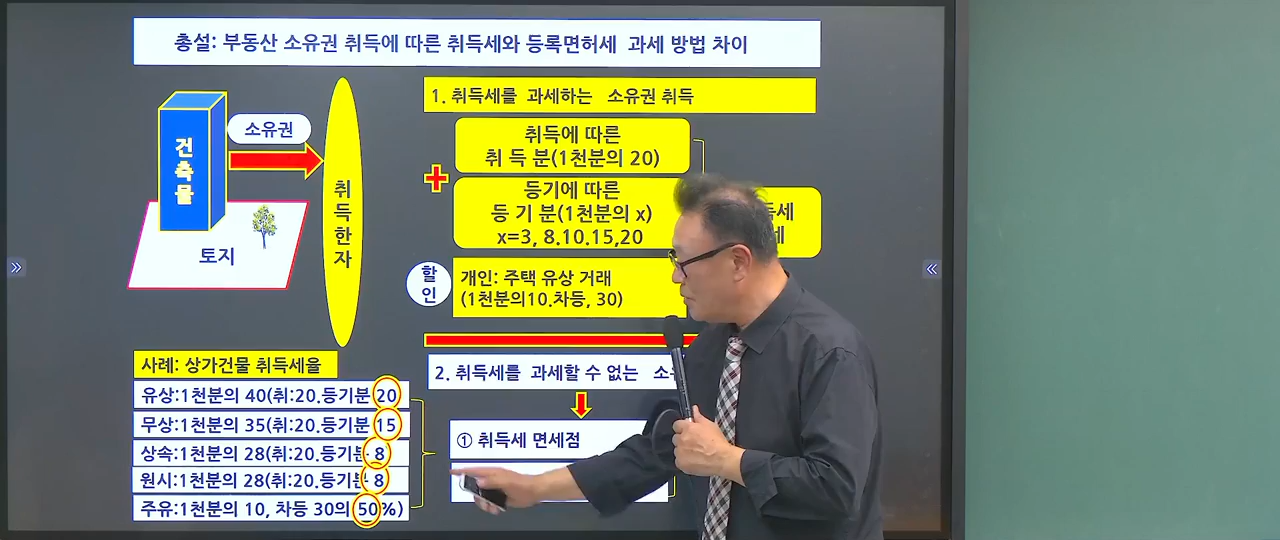 총설: 부동산 소유권 취득에 따른 취득세와 등록면허세 과세 방법 차이
건축물
소유권
토지
취득한자
1. 취득세를 과세하는 소유권 취득
취득에 따른
취 득 분(1천분의 20)
등기에 따른
등 기 분(1천분의 x)
x=3, 8.10.15,20
할인
개인: 주택 유상 거래
(1천분의10.차등, 30)
사례: 상가건물 취득세율
유상:1천분의 40(취:20.등기분 20
무상:1천분의 35(취:20.등기분 15
상속:1천분의 28(취:20.등기분 8
원시:1천분의 28(취:20.등기분 8
주유:1천분의 10, 차등 30의 50%)
2. 취득세를 과세할 수 없는
① 취득세 면세점